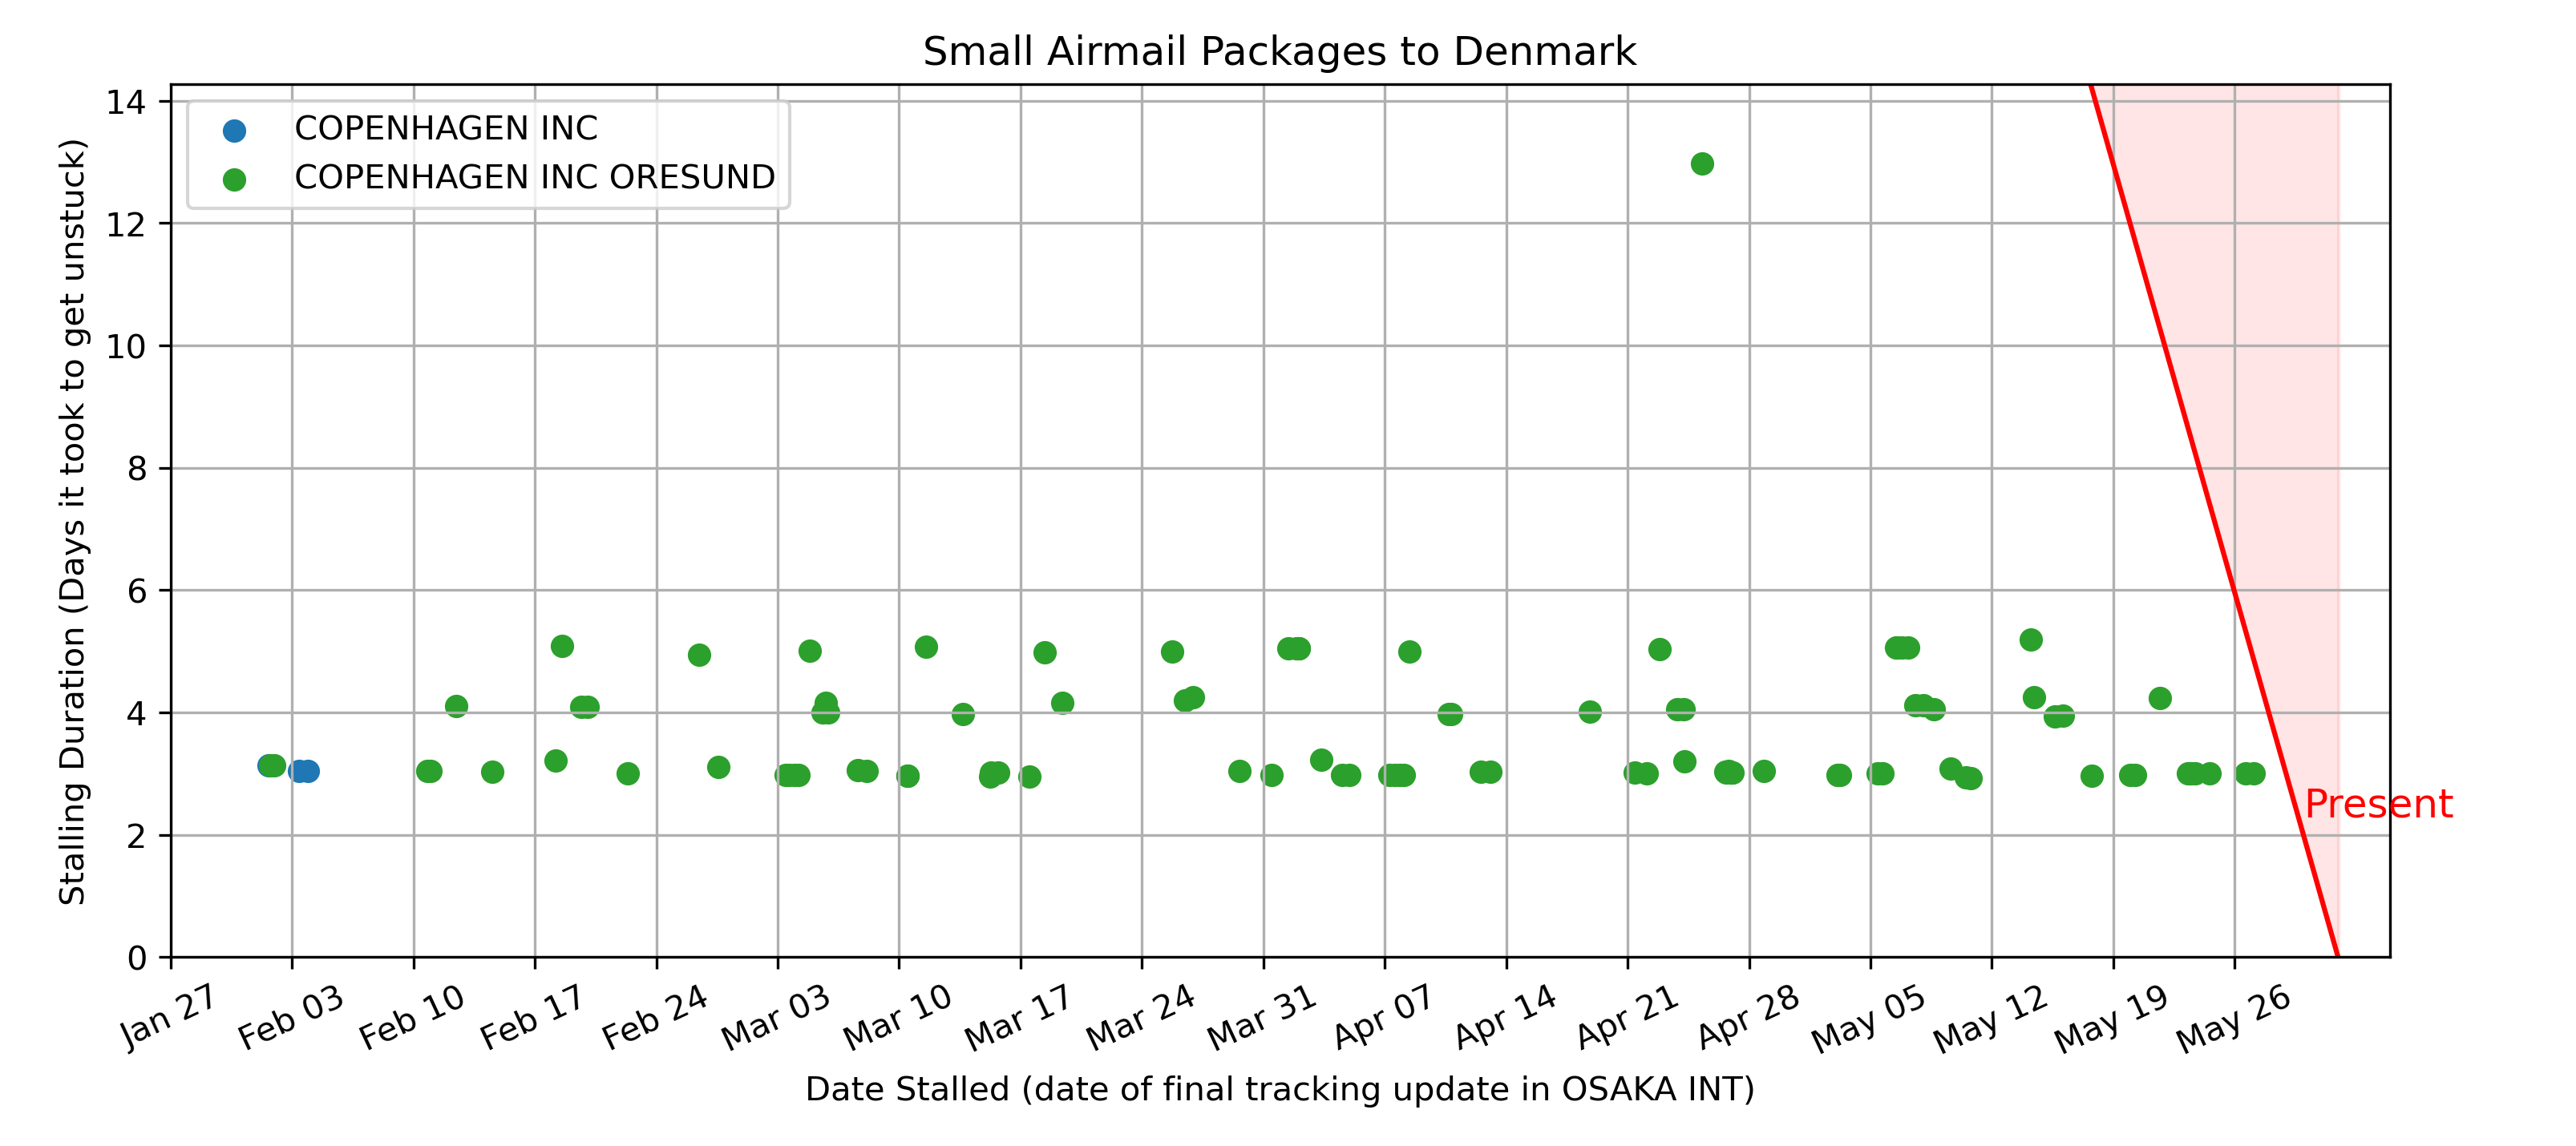 Small Airmail Packages to Denmark
COPENHAGEN INC
COPENHAGEN INC ORESUND
Stalling Duration (Days it took to get unstuck)
14
12
10
8
6
4
2
0
Present
Jan 27
Feb 03
Feb 10
Feb 17
Feb 24
Mar 03
Mar 10
Mar 17
Mar 24
Mar 31
Apr 07
Apr 14
Apr 21
Apr 28
May 05
May 12
May 19
May 26
Date Stalled (date of final tracking update in OSAKA INT)